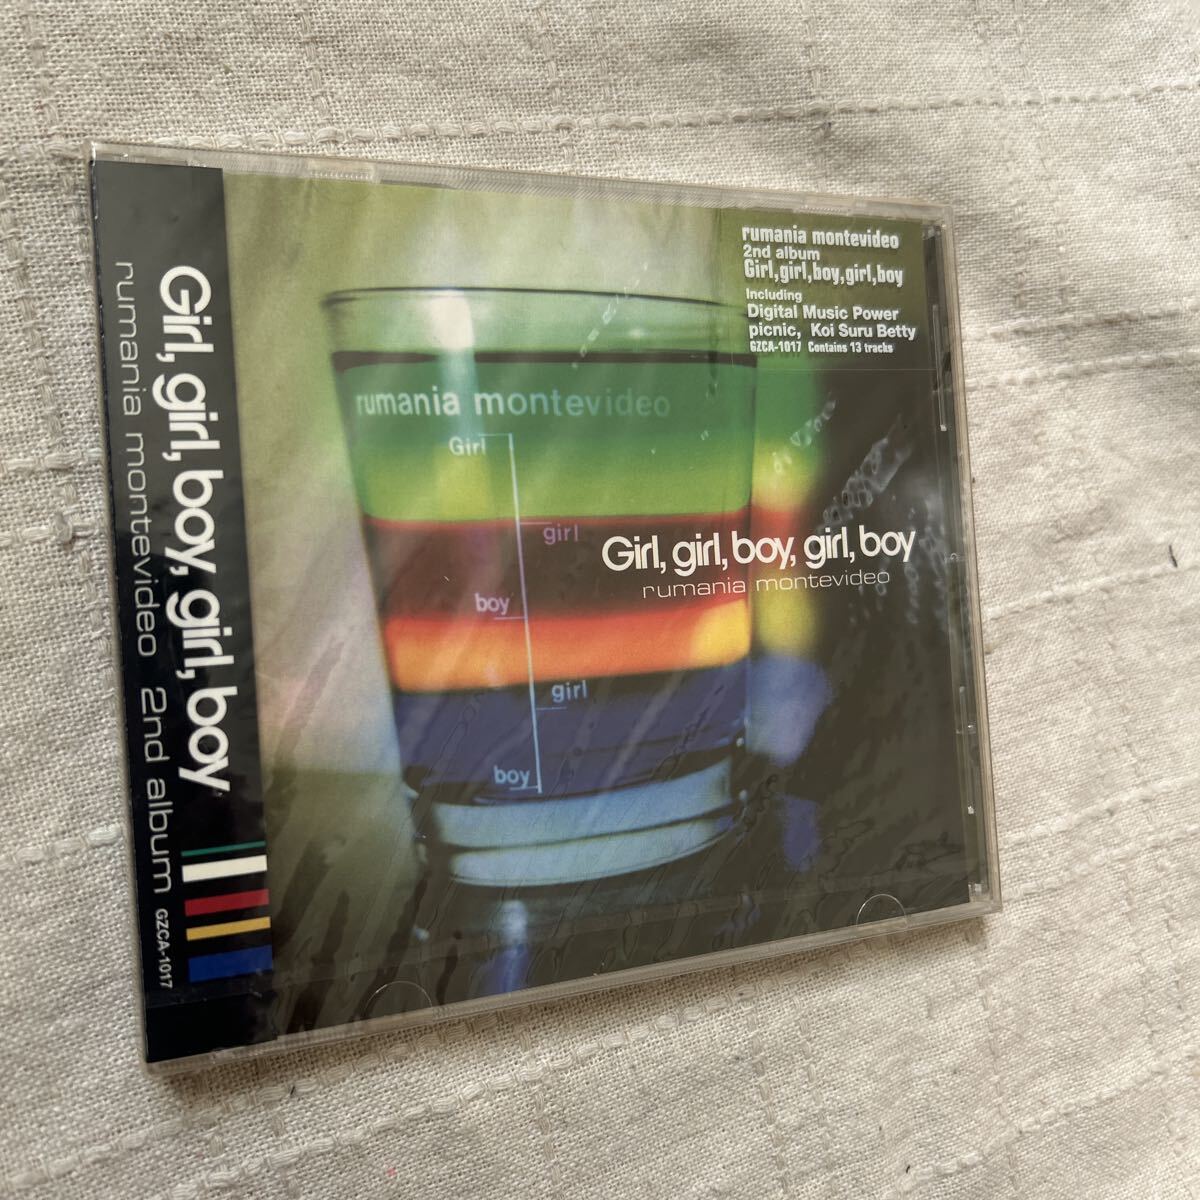 Girl, girl, boy, girl, boy
rumania montevideo 2nd album GZCA-1017
rumania montevideo
2nd album
Girl,girl,boy,girl,boy
Including
Digital Music Power
picnic, Koi Suru Betty
GZCA-1017 Contains 13 tracks
rumania montevideo
Girl
girl
boy
girl
boy
Girl, girl, boy, girl, boy
rumania montevideo